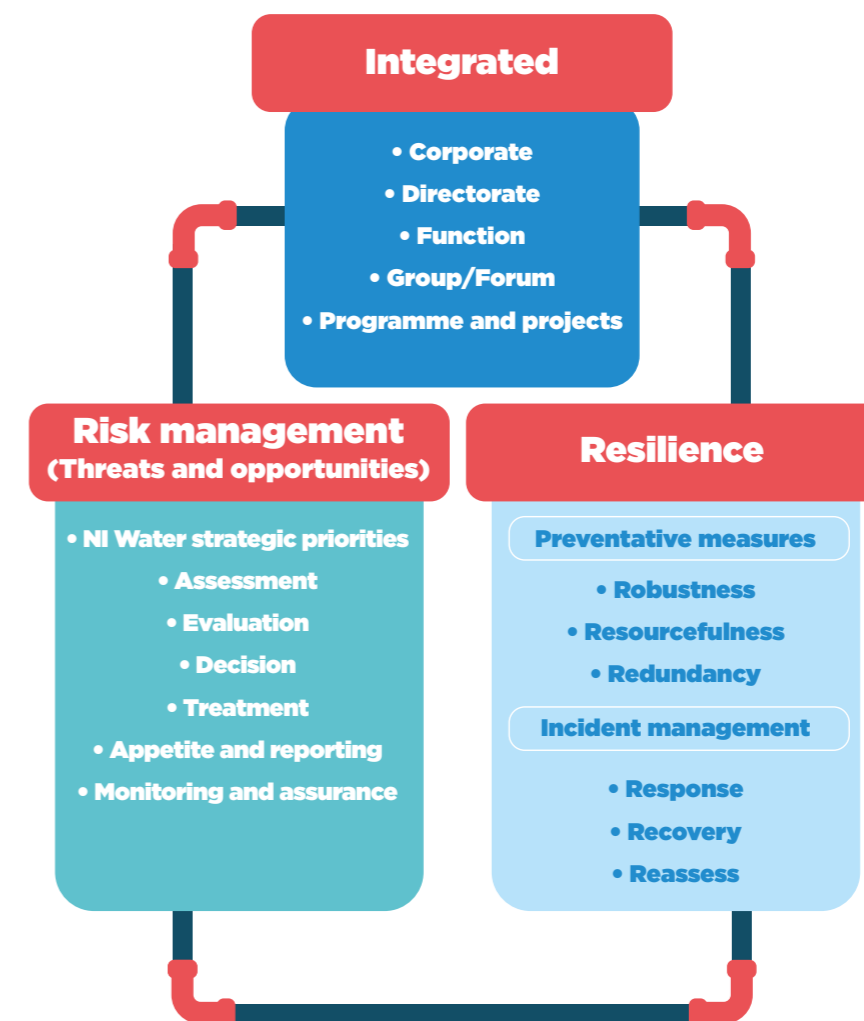 Integrated
• Corporate
• Directorate
• Function
• Group/Forum
• Programme and projects
Risk management
(Threats and opportunities)
• NI Water strategic priorities
• Assessment
• Evaluation
• Decision
• Treatment
• Appetite and reporting
• Monitoring and assurance
Resilience
Preventative measures
• Robustness
• Resourcefulness
• Redundancy
Incident management
• Response
• Recovery
• Reassess